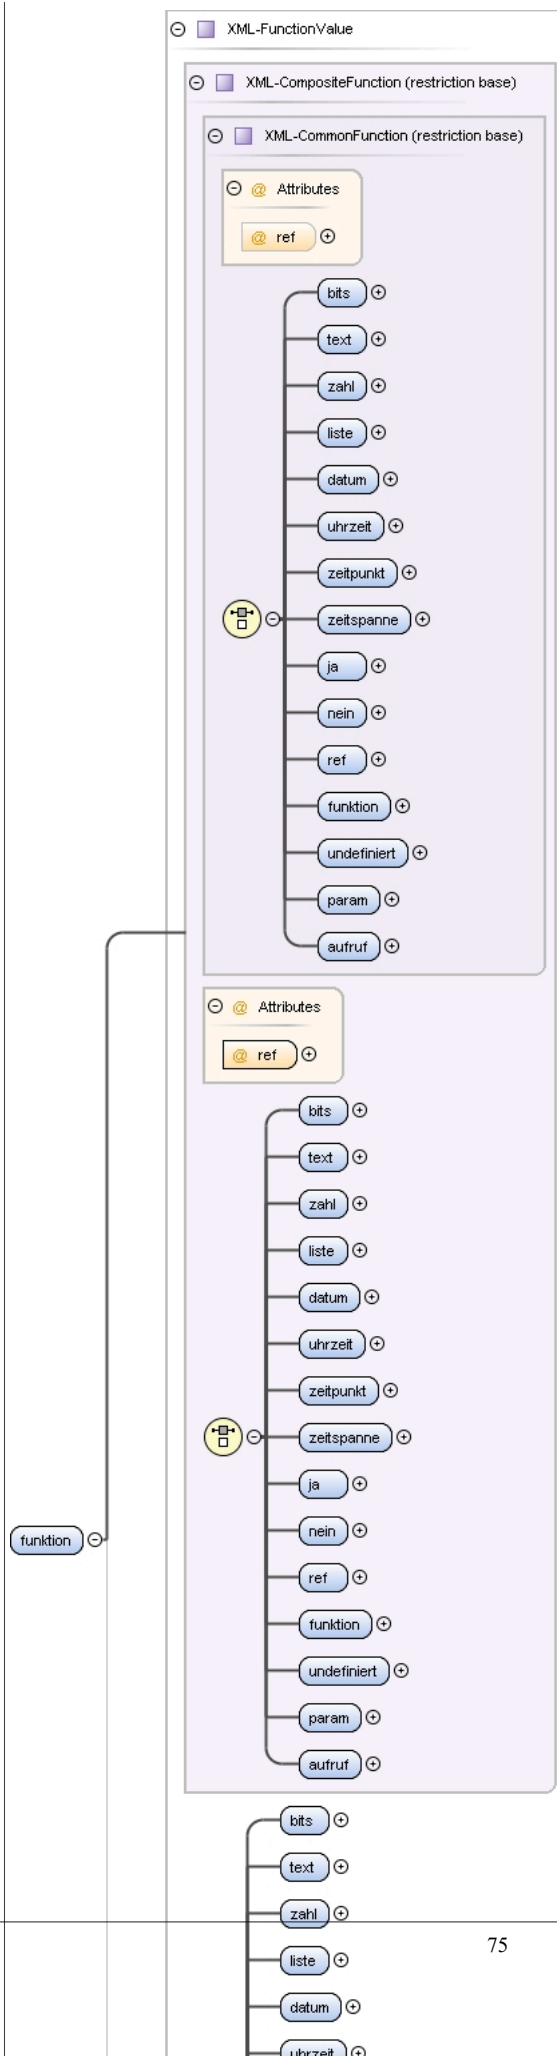 XML-FunctionValue
XML-CompositeFunction (restriction base)
XML-CommonFunction (restriction base)
@ Attributes
@ ref
bits
text
zahl
liste
datum
uhrzeit
zeitpunkt
zeitspanne
ja
nein
ref
funktion
undefiniert
param
aufruf
@ Attributes
@ ref
bits
text
zahl
liste
datum
uhrzeit
zeitpunkt
zeitspanne
ja
nein
funktion
ref
funktion
undefiniert
param
aufruf
bits
text
zahl
75
liste
datum
uhrzeit